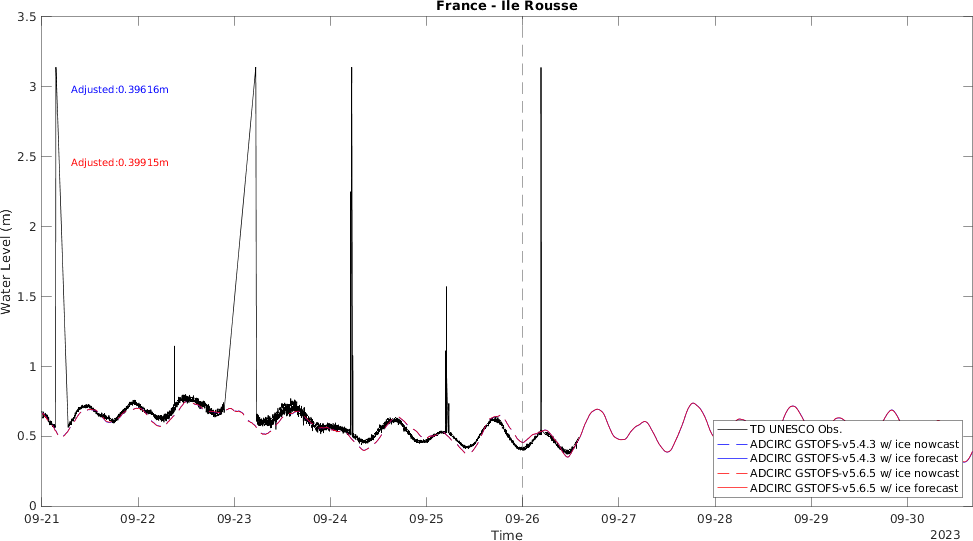 France - Ile Rousse
3.5
3
2.5
2
1.5
1
0.5
0
Water Level (m)
Adjusted:0.39616m
Adjusted:0.39915m
TD UNESCO Obs.
ADCIRC GSTOFS-v5.4.3 w/ ice nowcast
ADCIRC GSTOFS-v5.4.3 w/ ice forecast
ADCIRC GSTOFS-v5.6.5 w/ ice nowcast
ADCIRC GSTOFS-v5.6.5 w/ ice forecast
09-21 09-22 09-23 09-24 09-25 09-26 09-27 09-28 09-29 09-30
Time
2023